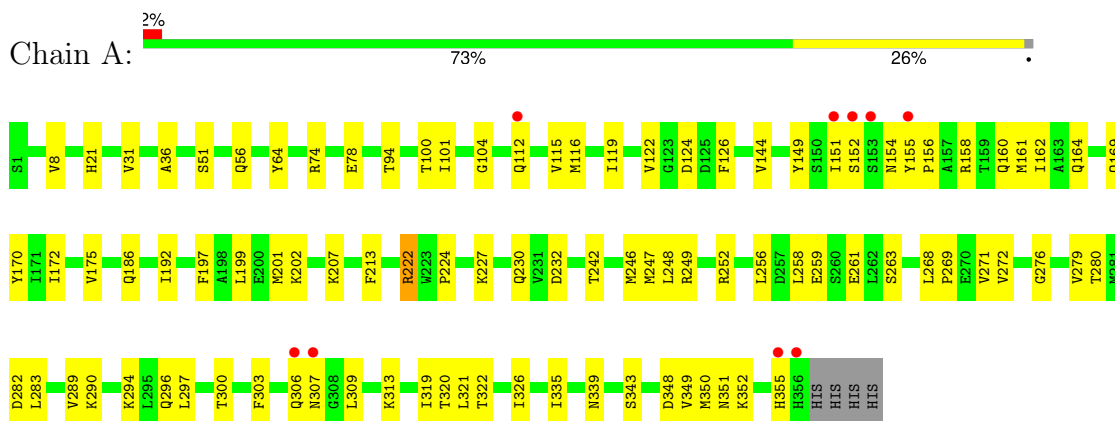 2%
Chain A:
73% 26% .
S1 V8 H21 V31 A36 S51 Q56 Y64 R74 E78 T94 T100 I101 G104 Q112 V115 M116 I119 V122 G123 D124 D125 F126 V144 Y149 S150 I151 S152 S153 N154 Y155 P156 A157 R158 T159 Q160 M161 I162 A163 Q164
Y170 I171 I172 V175 Q186 I192 F197 A198 L199 E200 M201 K202 K207 F213 R222 W223 P224 K227 Q230 V231 D232 T242 M246 M247 L248 R249 R252 L256 D257 L258 E259 S260 E261 L262 S263 L268 P269 E270 V271 V272 G276 V279 T280 M281
D282 L283 V289 K290 K294 L295 Q296 L297 T300 F303 Q306 N307 G308 L309 K313 I319 T320 L321 T322 I326 I335 N339 S343 D348 V349 M350 N351 K352 H355 H356 HIS HIS HIS HIS